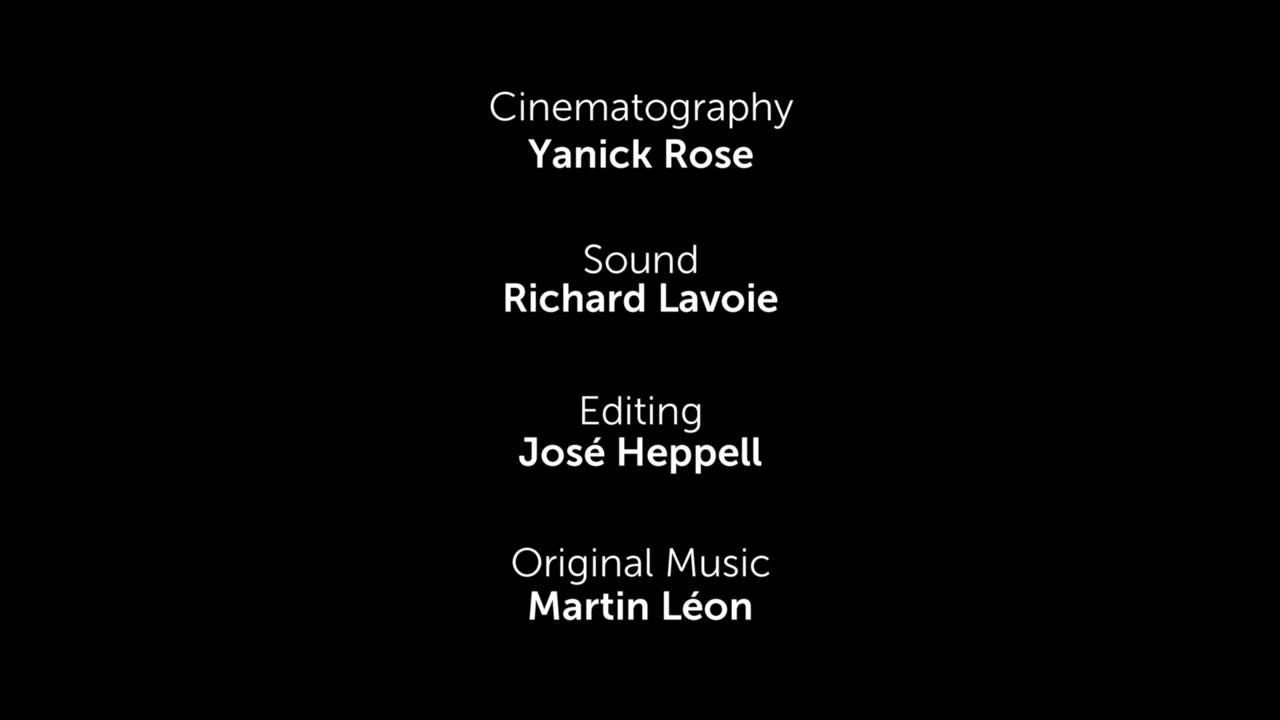 Cinematography
Yanick Rose
Sound
Richard Lavoie
Editing
José Heppell
Original Music
Martin Léon